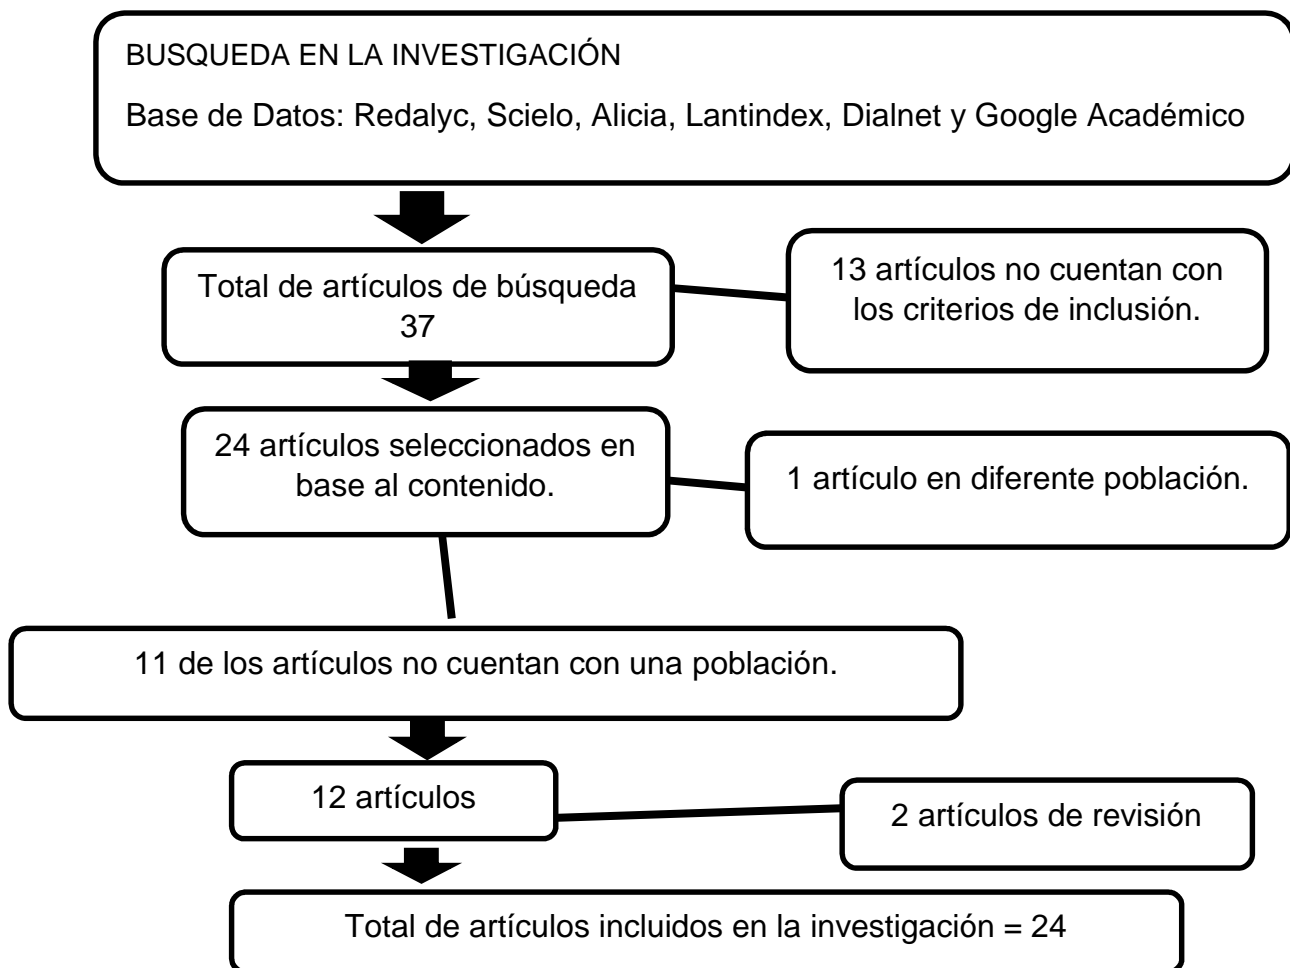 BUSQUEDA EN LA INVESTIGACIÓN
Base de Datos: Redalyc, Scielo, Alicia, Lantindex, Dialnet y Google Académico
Total de artículos de búsqueda
37
13 artículos no cuentan con
los criterios de inclusión.
24 artículos seleccionados en
base al contenido.
1 artículo en diferente población.
11 de los artículos no cuentan con una población.
12 artículos
2 artículos de revisión
Total de artículos incluidos en la investigación = 24